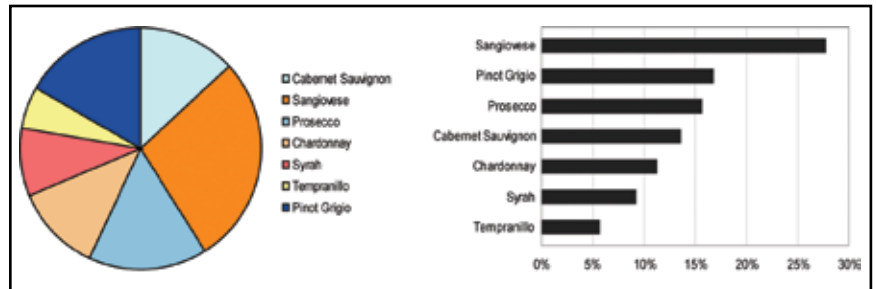 Cabernet Sauvignon
Sangiovese
Prosecco
Chardonnay
Syrah
Tempranillo
Pinot Grigio
Sangiovese
Pinot Grigio
Prosecco
Cabernet Sauvignon
Chardonnay
Syrah
Tempranillo
0% 5% 10% 15% 20% 25% 30%